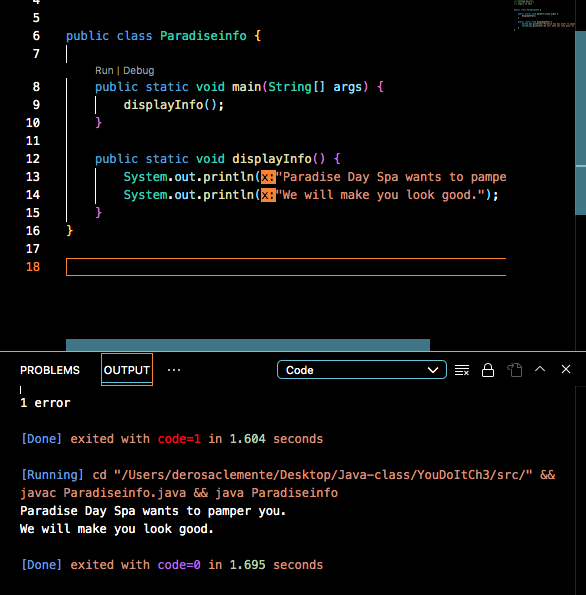 4
5
6 public class Paradiseinfo {
7
Run | Debug
8 public static void main(String[] args) {
9 displayInfo();
10 }
11
12 public static void displayInfo() {
13 System.out.println(x:"Paradise Day Spa wants to pampe
14 System.out.println(x:"We will make you look good.");
15 }
16 }
17
18
PROBLEMS OUTPUT ··· Code
1 error
[Done] exited with code=1 in 1.604 seconds
[Running] cd "/Users/derosaclemente/Desktop/Java-class/YouDoItCh3/src/" &&
javac Paradiseinfo.java && java Paradiseinfo
Paradise Day Spa wants to pamper you.
We will make you look good.
[Done] exited with code=0 in 1.695 seconds